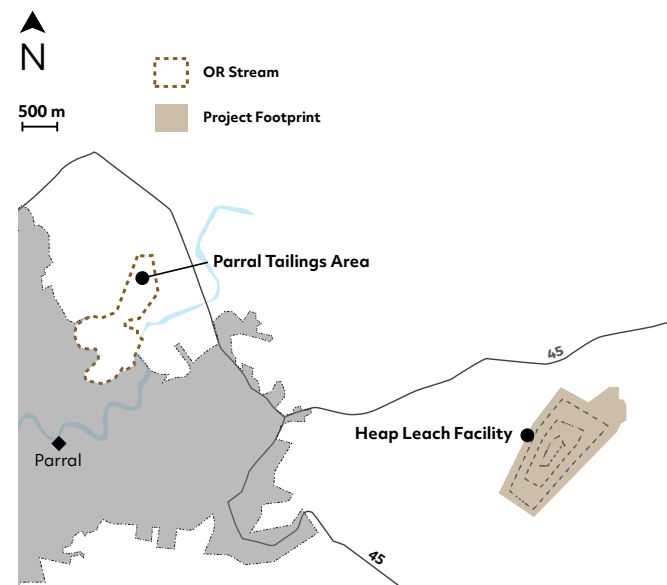 N
500 m
OR Stream
Project Footprint
Parral Tailings Area
45
Heap Leach Facility
Parral
45